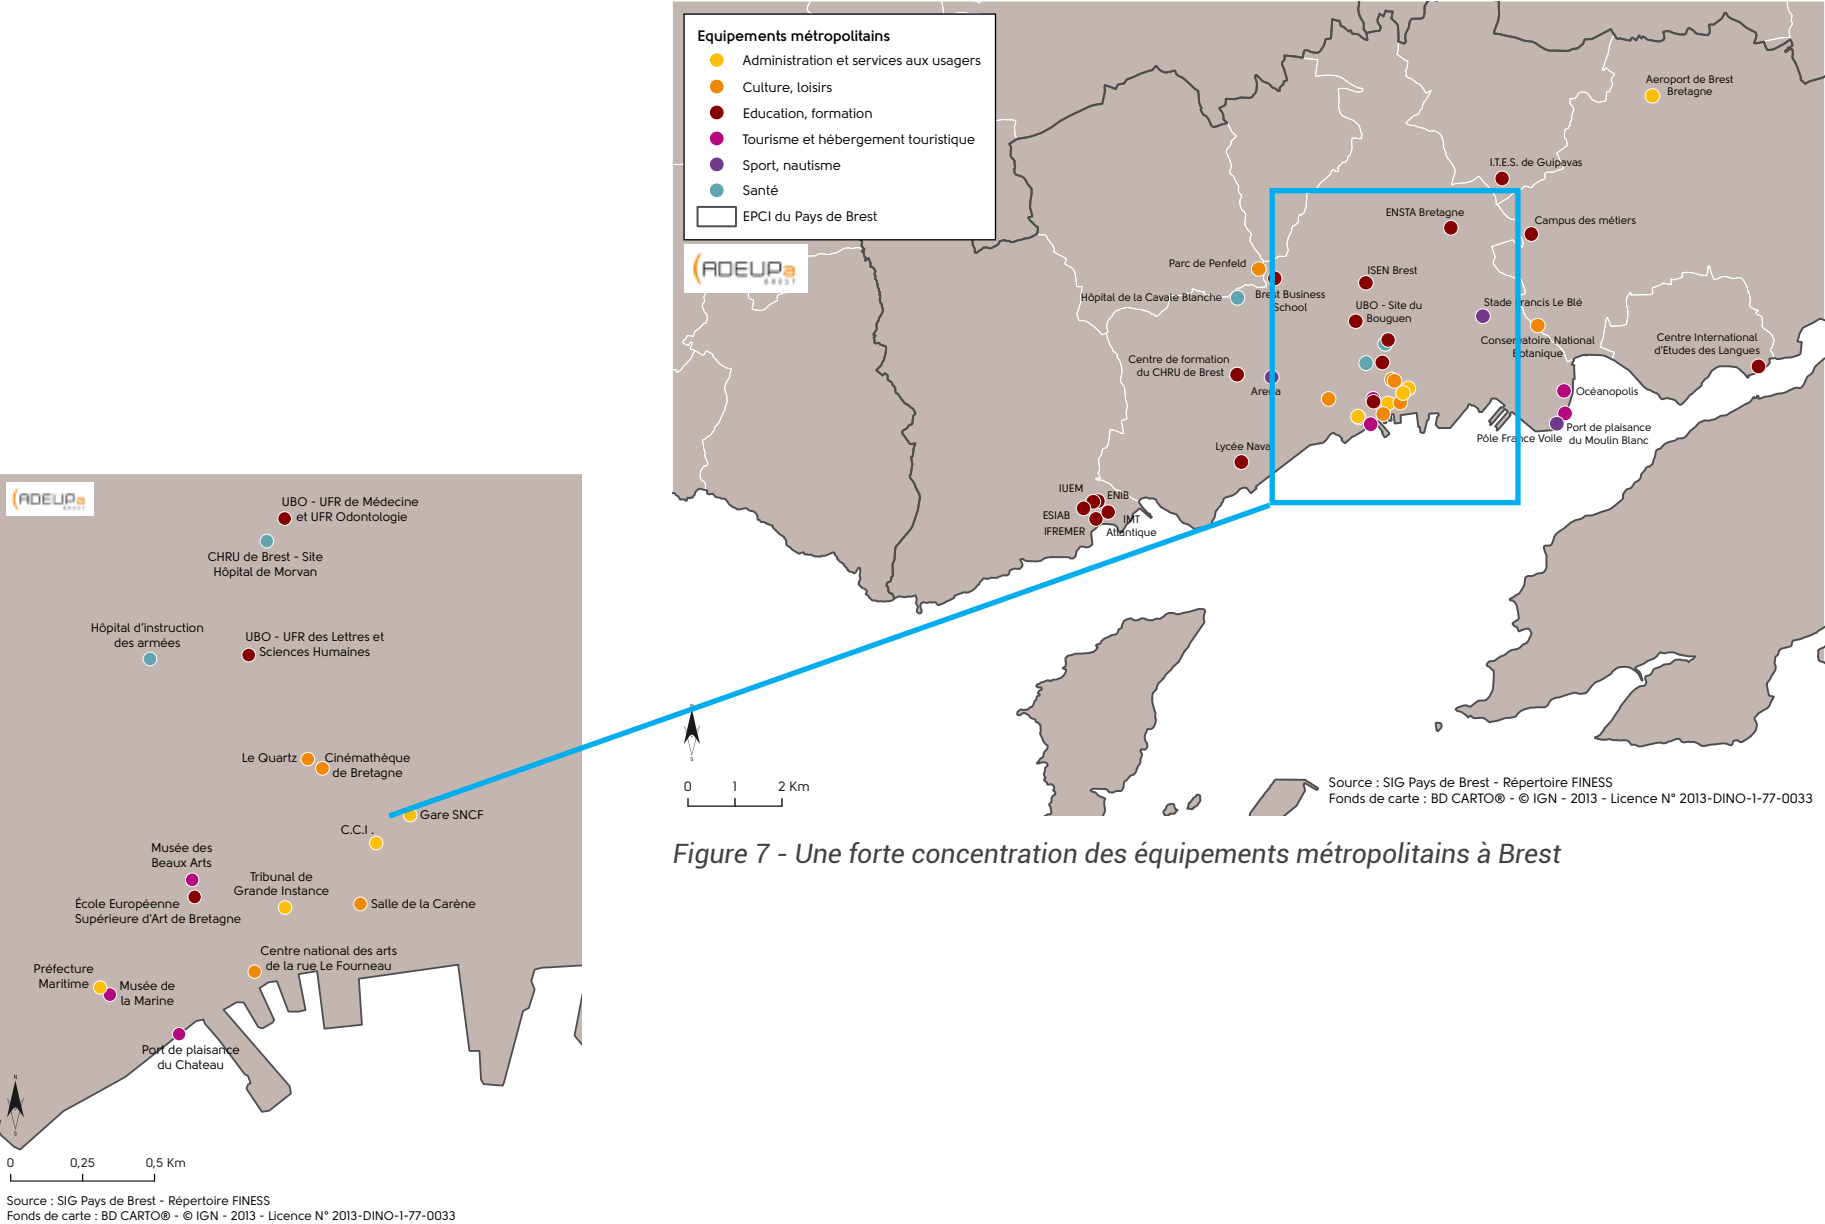 Equipements métropolitains
Administration et services aux usagers
Culture, loisirs
Education, formation
Tourisme et hébergement touristique
Sport, nautisme
Santé
EPCI du Pays de Brest
ADEUPa
BREST
Aeroport de Brest
Bretagne
I.T.E.S. de Guipavas
ENSTA Bretagne
Campus des métiers
Parc de Penfeld
ISEN Brest
Hôpital de la Cavale Blanche
Brest Business
School
UBO - Site du
Bouguen
Stade Francis Le Blé
Conservatoire National
Botanique
Centre International
d'Etudes des Langues
Centre de formation
du CHRU de Brest
Arena
Océanopolis
Port de plaisance
du Moulin Blanc
Pôle France Voile
Lycée Naval
IUEM
ENIB
ESIAB
IMT
Atlantique
IFREMER
N
S
0 1 2 Km
Source : SIG Pays de Brest - Répertoire FINESS
Fonds de carte : BD CARTO® - © IGN - 2013 - Licence N° 2013-DINO-1-77-0033
Figure 7 - Une forte concentration des équipements métropolitains à Brest
ADEUPa
BREST
UBO - UFR de Médecine
et UFR Odontologie
CHRU de Brest - Site
Hôpital de Morvan
Hôpital d'instruction
des armées
UBO - UFR des Lettres et
Sciences Humaines
Le Quartz
Cinémathèque
de Bretagne
Gare SNCF
C.C.I .
Musée des
Beaux Arts
Tribunal de
Grande Instance
École Européenne
Supérieure d'Art de Bretagne
Salle de la Carène
Centre national des arts
de la rue Le Fourneau
Préfecture
Maritime
Musée de
la Marine
Port de plaisance
du Chateau
N
S
0 0,25 0,5 Km
Source : SIG Pays de Brest - Répertoire FINESS
Fonds de carte : BD CARTO® - © IGN - 2013 - Licence N° 2013-DINO-1-77-0033